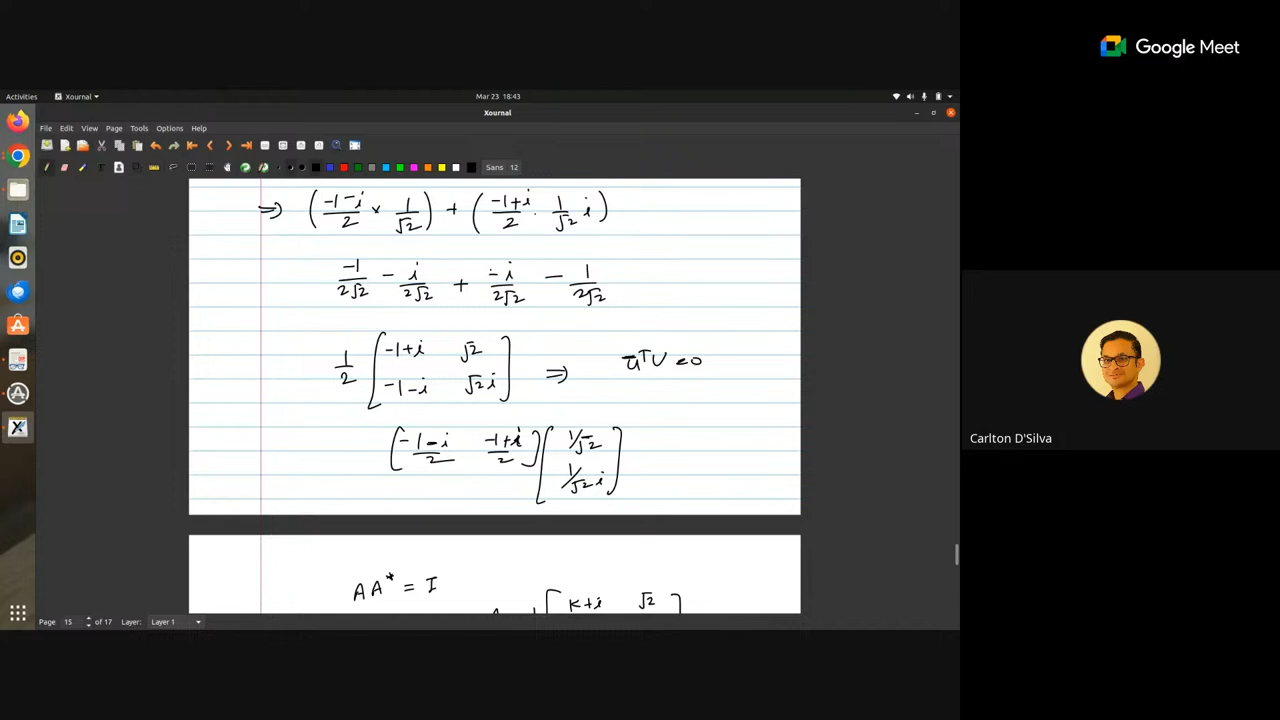 Google Meet
Activities Xournal Mar 23 18:43
Xournal
File Edit View Page Tools Options Help
Sans 12
⇒ ((-1-i)/2 × 1/√2) + ((-1+i)/2 · 1/√2 i)
-1/2√2 - i/2√2 + -i/2√2 - 1/2√2
1/2 [-1+i √2
-1-i √2 i] ⇒ ū^T V = 0
[(-1-i)/2 (-1+i)/2] [1/√2
1/√2 i]
AA* = I
K+i √2
Page 15 of 17 Layer: Layer 1
Carlton D'Silva